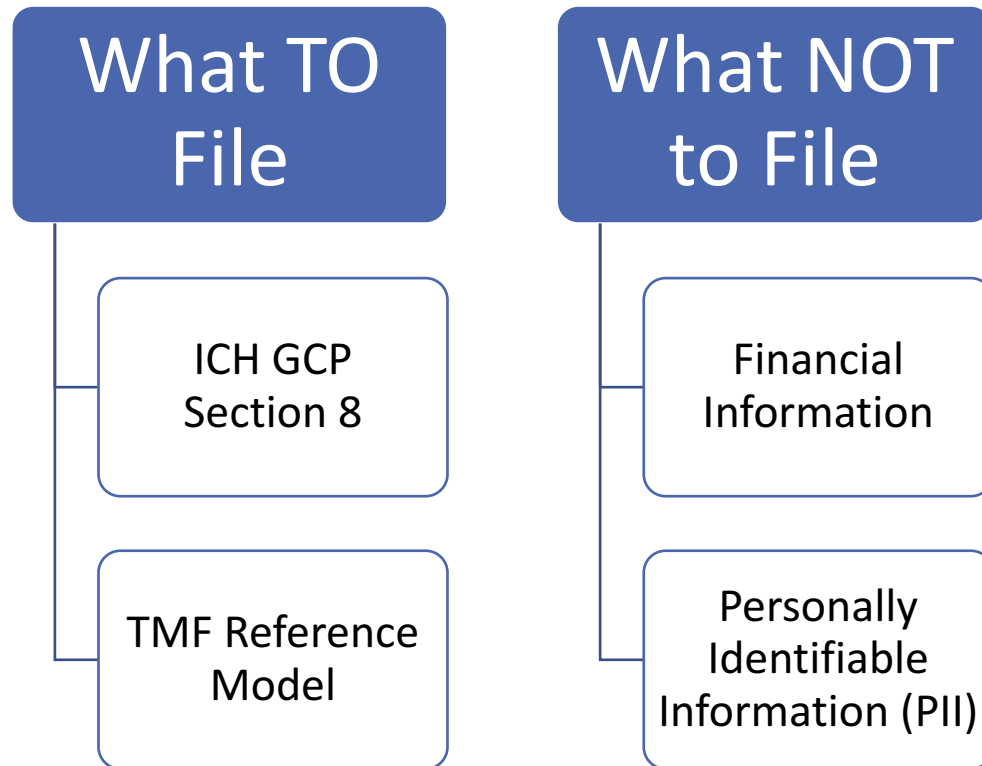 What TO
File
ICH GCP
Section 8
TMF Reference
Model
What NOT
to File
Financial
Information
Personally
Identifiable
Information (PII)